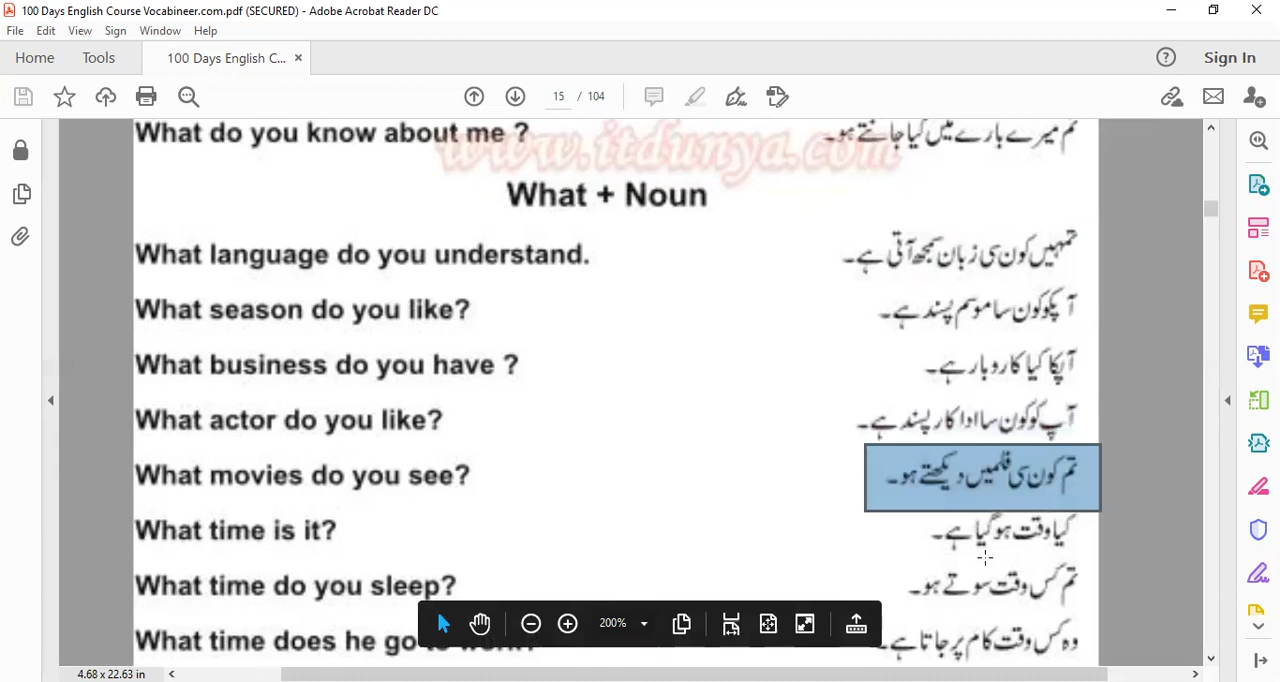 100 Days English Course Vocabineer.com.pdf (SECURED) - Adobe Acrobat Reader DC
File Edit View Sign Window Help
Home Tools 100 Days English C... ×
Sign In
15 / 104
What do you know about me ? تم میرے بارے میں کیا جانتے ہو۔
www.itdunya.com
What + Noun
What language do you understand. تمہیں کون سی زبان سمجھ آتی ہے۔
What season do you like? آپکو کون سا موسم پسند ہے۔
What business do you have ? آپکا کیا کاروبار ہے۔
What actor do you like? آپ کو کون سا اداکار پسند ہے۔
What movies do you see? تم کون سی فلمیں دیکھتے ہو۔
What time is it? کیا وقت ہو گیا ہے۔
What time do you sleep? تم کس وقت سوتے ہو۔
What time does he go وہ کس وقت کام پر جاتا ہے۔
200%
4.68 x 22.63 in